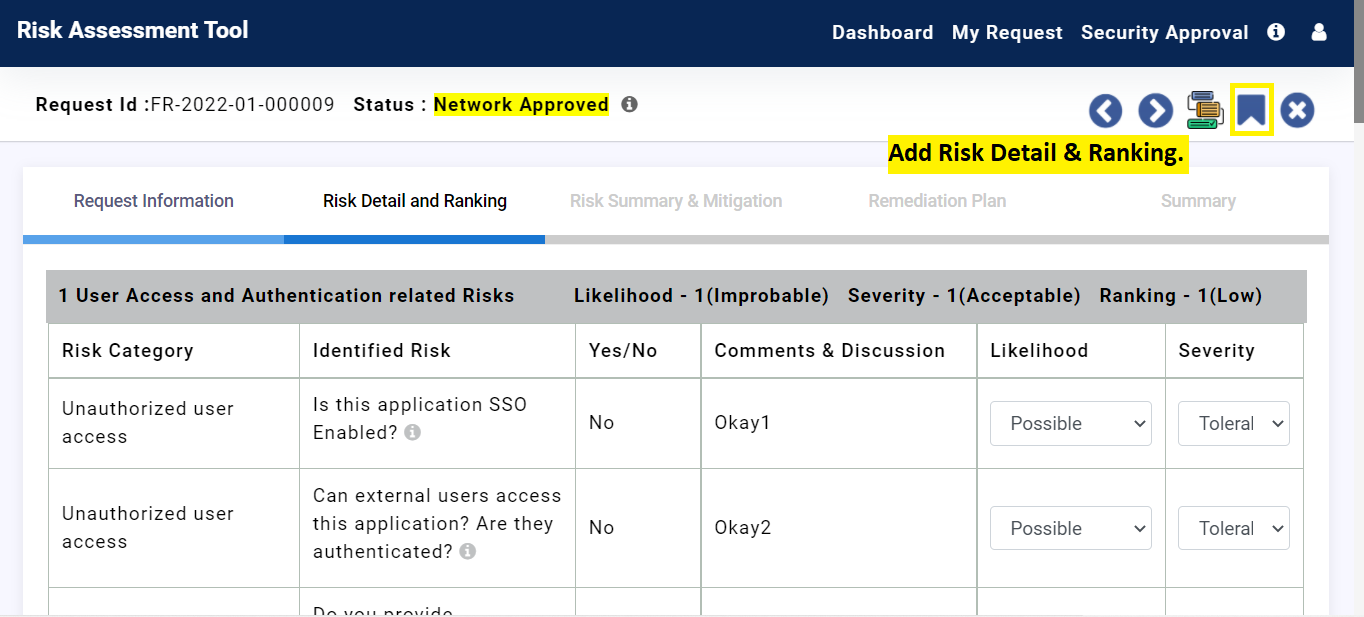 Risk Assessment Tool
Dashboard My Request Security Approval
Request Id :FR-2022-01-000009 Status : Network Approved
Add Risk Detail & Ranking.
Request Information Risk Detail and Ranking Risk Summary & Mitigation Remediation Plan Summary
1 User Access and Authentication related Risks Likelihood - 1(Improbable) Severity - 1(Acceptable) Ranking - 1(Low)
Risk Category Identified Risk Yes/No Comments & Discussion Likelihood Severity
Unauthorized user
access
Is this application SSO
Enabled?
No
Okay1
Possible
Toleral
Unauthorized user
access
Can external users access
this application? Are they
authenticated?
No
Okay2
Possible
Toleral
Do you provide